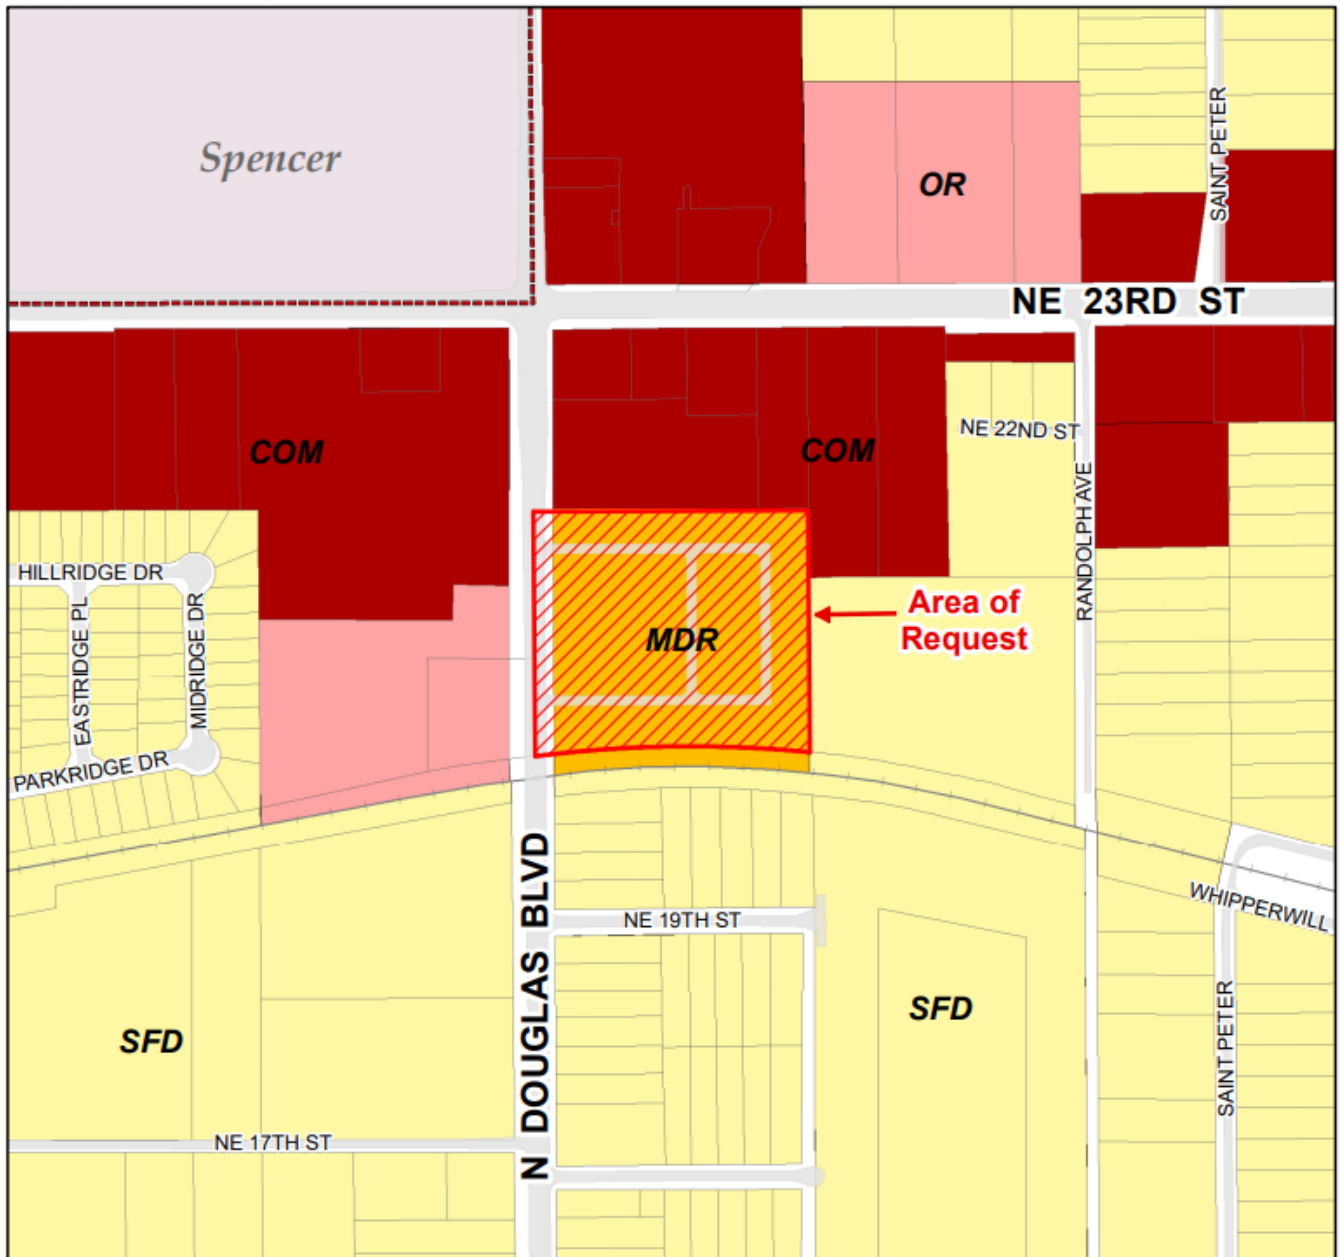 Spencer
OR
SAINT PETER
NE 23RD ST
COM
COM
NE 22ND ST
RANDOLPH AVE
HILLRIDGE DR
EASTRIDGE PL
MIDRIDGE DR
PARKRIDGE DR
MDR
Area of
Request
N DOUGLAS BLVD
NE 19TH ST
WHIPPERWILL
SFD
SFD
SAINT PETER
NE 17TH ST